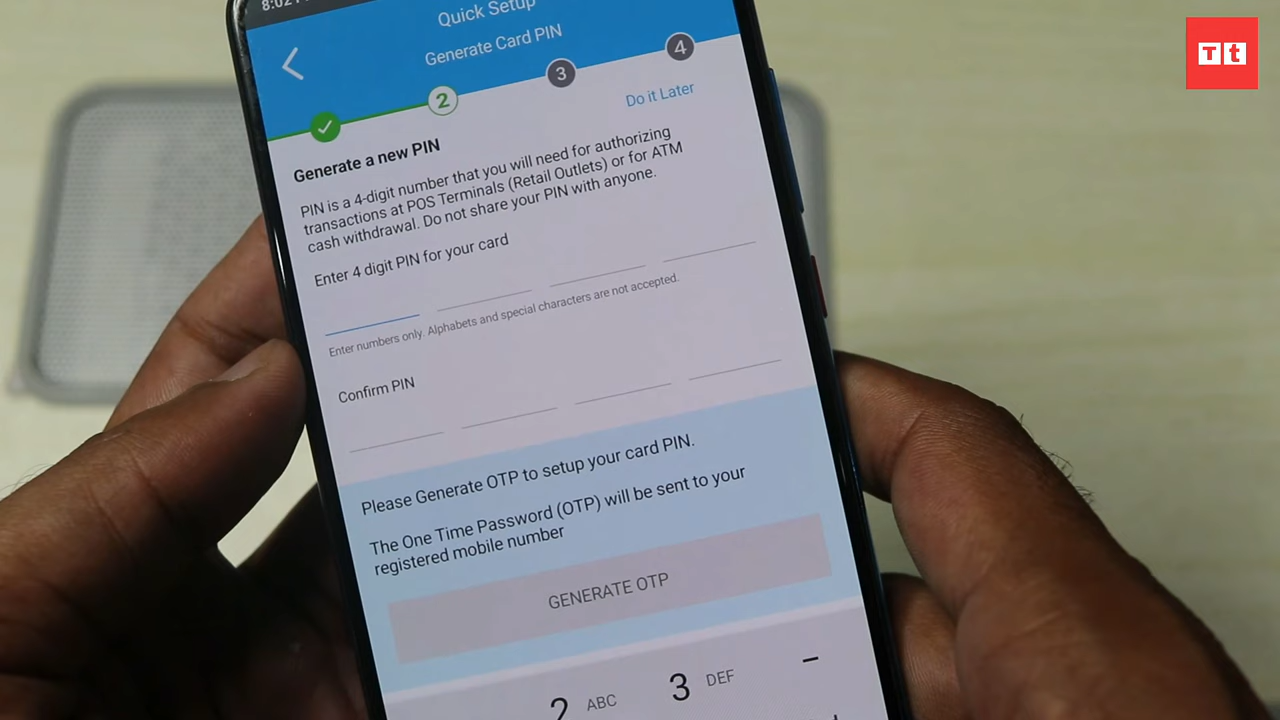 8:02
Quick Setup
Generate Card PIN
2
3
4
Do it Later
Generate a new PIN
PIN is a 4-digit number that you will need for authorizing
transactions at POS Terminals (Retail Outlets) or for ATM
cash withdrawal. Do not share your PIN with anyone.
Enter 4 digit PIN for your card
Enter numbers only. Alphabets and special characters are not accepted.
Confirm PIN
Please Generate OTP to setup your card PIN.
The One Time Password (OTP) will be sent to your
registered mobile number
GENERATE OTP
2 ABC
3 DEF
–
Tt